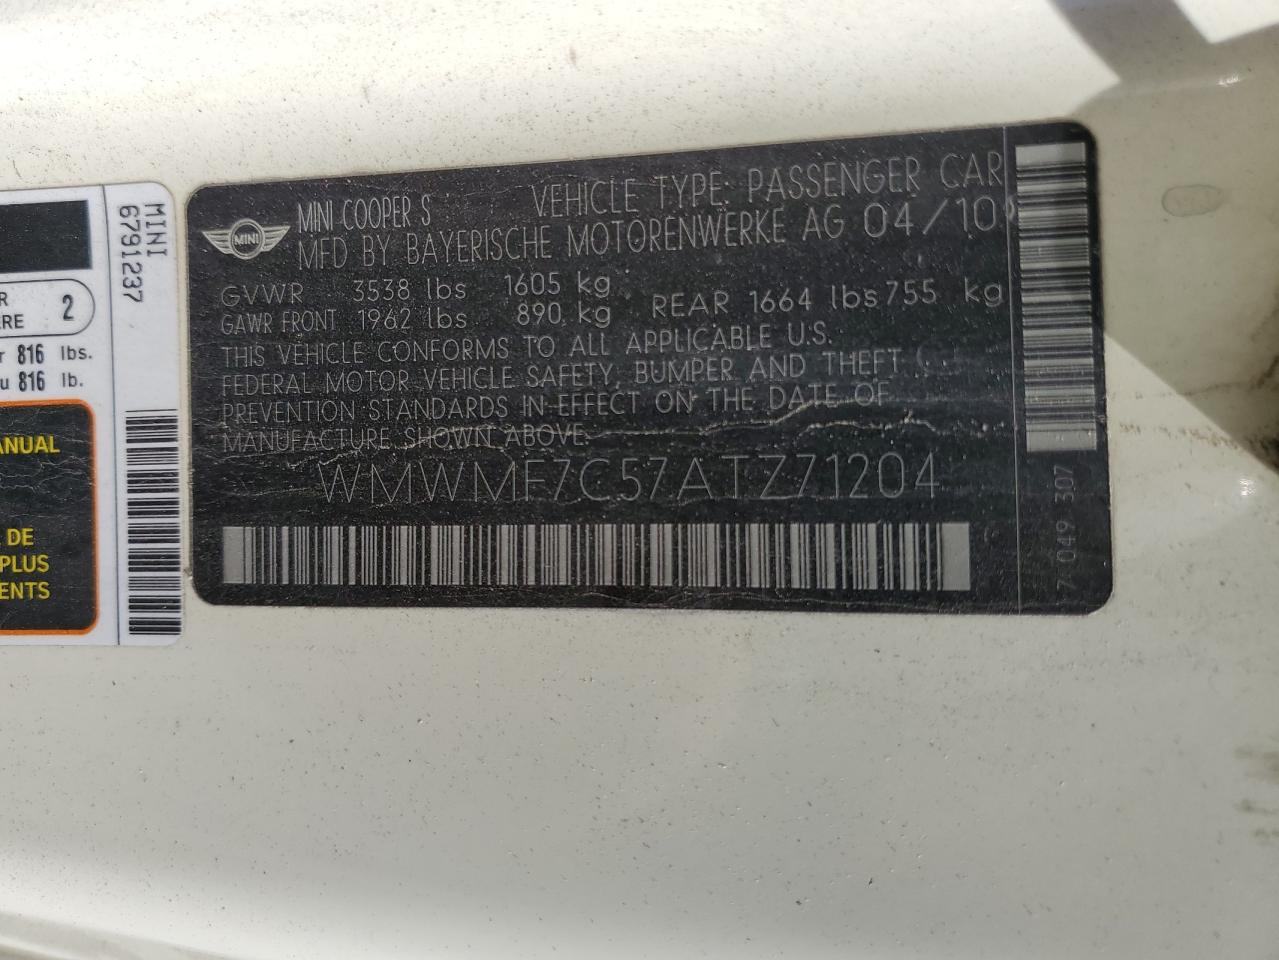 MINI
6791237
R
ERE 2
r 816 lbs.
u 816 lb.
ANUAL
DE
PLUS
ENTS
MINI
MINI COOPER S VEHICLE TYPE: PASSENGER CAR
MFD BY BAYERISCHE MOTORENWERKE AG 04/10
GVWR 3538 lbs 1605 kg
GAWR FRONT 1962 lbs 890 kg REAR 1664 lbs 755 kg
THIS VEHICLE CONFORMS TO ALL APPLICABLE U.S.
FEDERAL MOTOR VEHICLE SAFETY, BUMPER AND THEFT
PREVENTION STANDARDS IN EFFECT ON THE DATE OF
MANUFACTURE SHOWN ABOVE.
WMWMF7C57ATZ71204
7 049 307